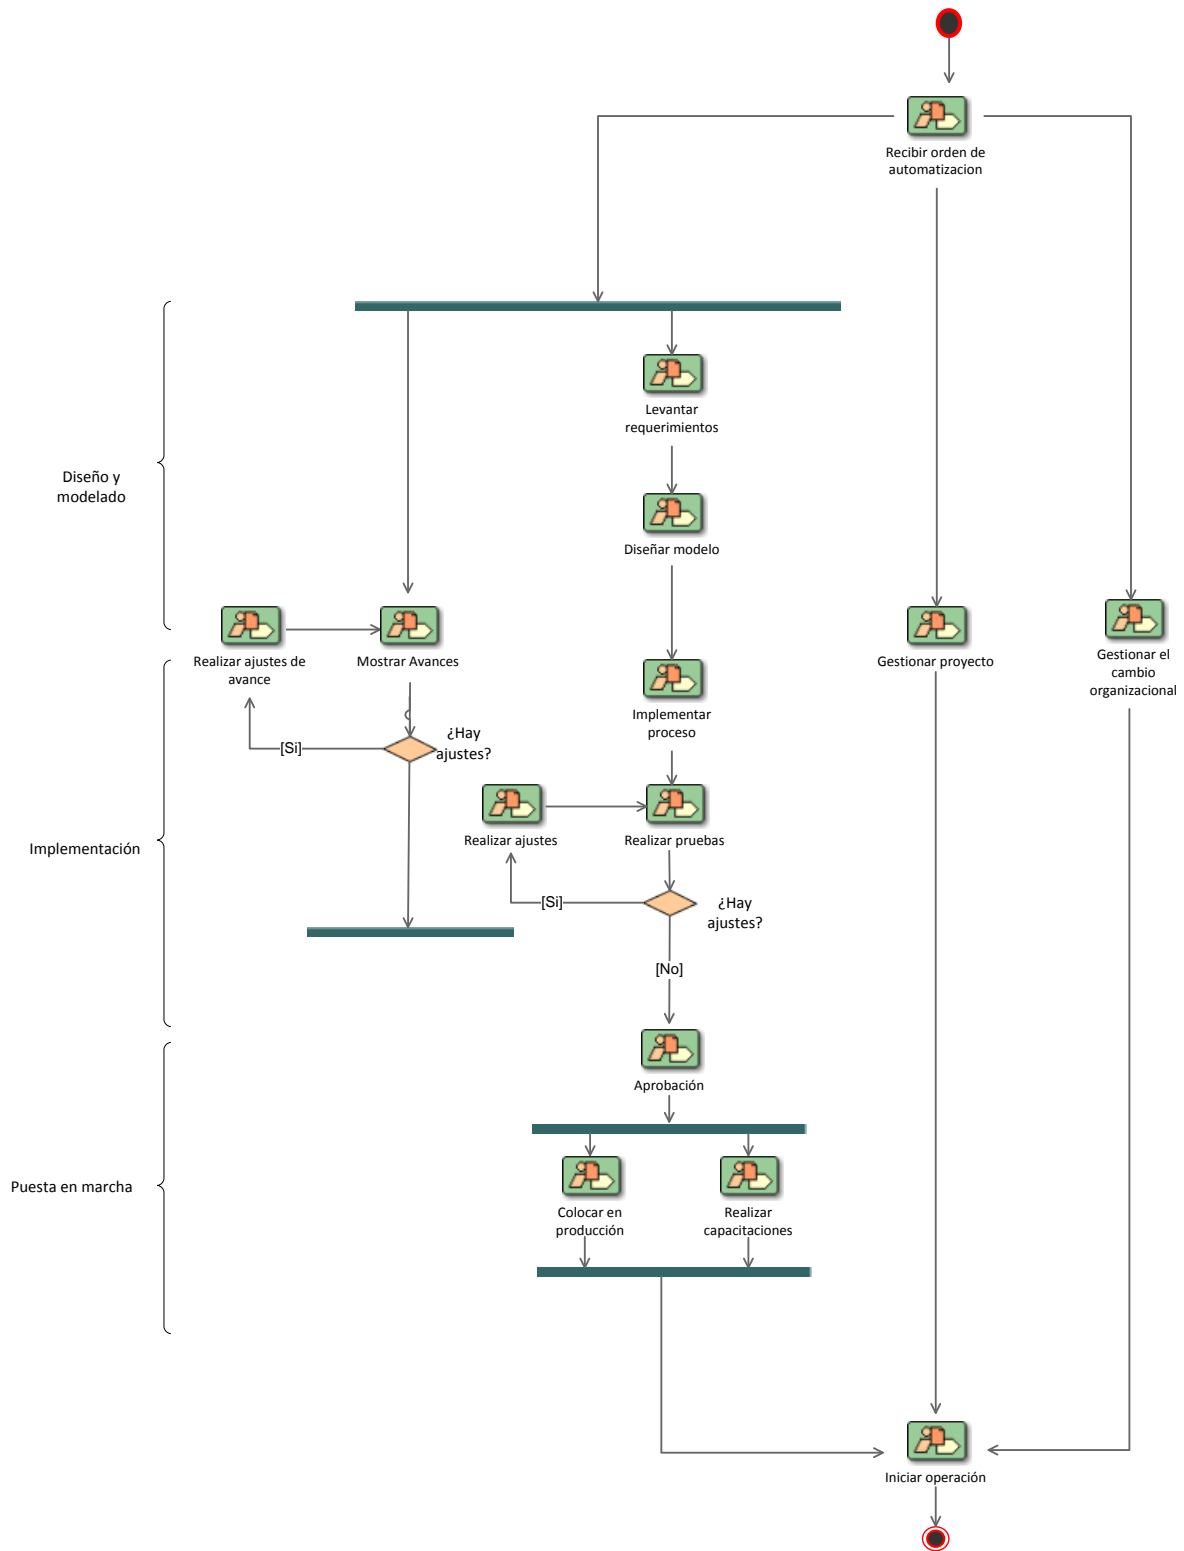 Recibir orden de
automatizacion
Levantar
requerimientos
Diseño y
modelado
Diseñar modelo
Realizar ajustes de
avance
Mostrar Avances
Gestionar proyecto
Gestionar el
cambio
organizacional
Implementar
proceso
¿Hay
ajustes?
[Si]
Implementación
Realizar ajustes
Realizar pruebas
[Si]
¿Hay
ajustes?
[No]
Aprobación
Puesta en marcha
Colocar en
producción
Realizar
capacitaciones
Iniciar operación